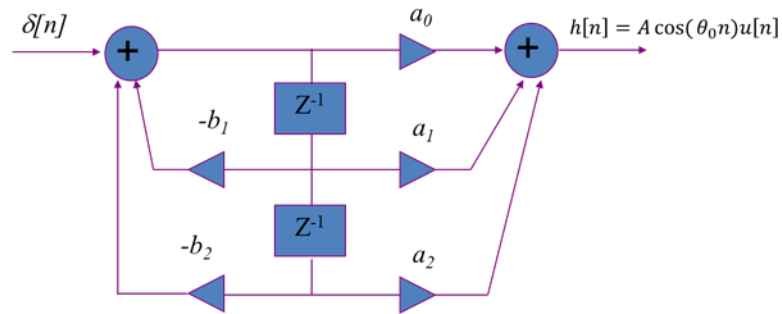 δ[n]
+
a₀
+
h[n] = A cos(θ₀n)u[n]
Z⁻¹
-b₁
a₁
Z⁻¹
-b₂
a₂